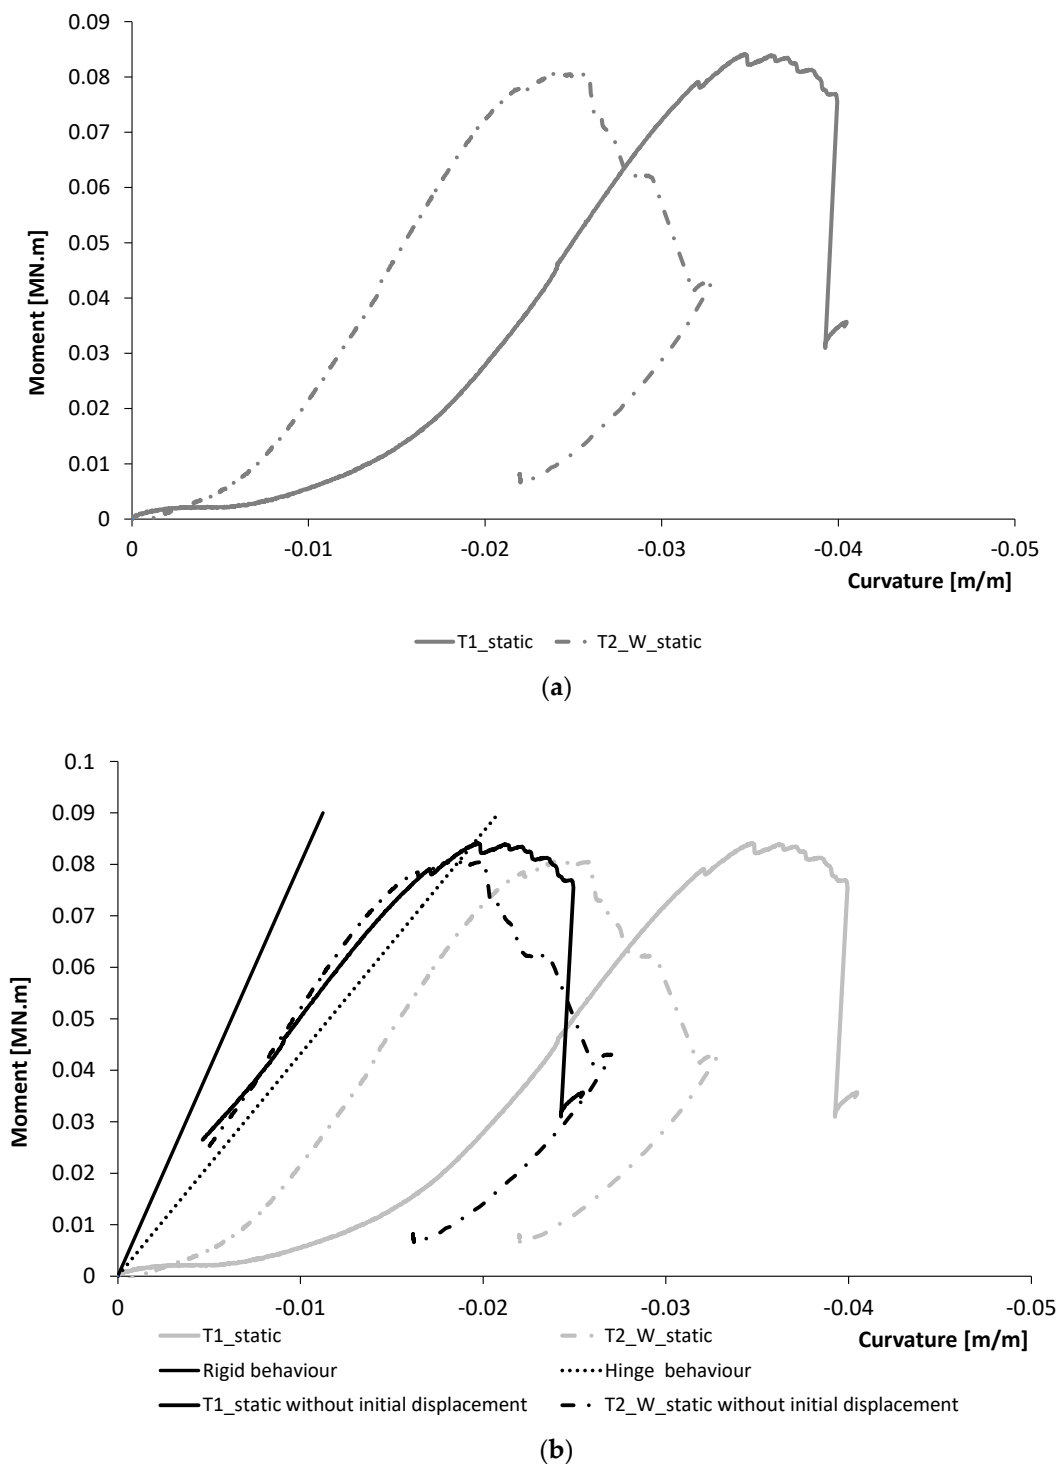 0.09
0.08
0.07
0.06
0.05
0.04
0.03
0.02
0.01
0
Moment [MN.m]
0 -0.01 -0.02 -0.03 -0.04 -0.05
Curvature [m/m]
T1_static T2_W_static
(a)
0.1
0.09
0.08
0.07
0.06
0.05
0.04
0.03
0.02
0.01
0
Moment [MN.m]
0 -0.01 -0.02 -0.03 -0.04 -0.05
T1_static T2_W_static
Curvature [m/m]
Rigid behaviour Hinge behaviour
T1_static without initial displacement T2_W_static without initial displacement
(b)